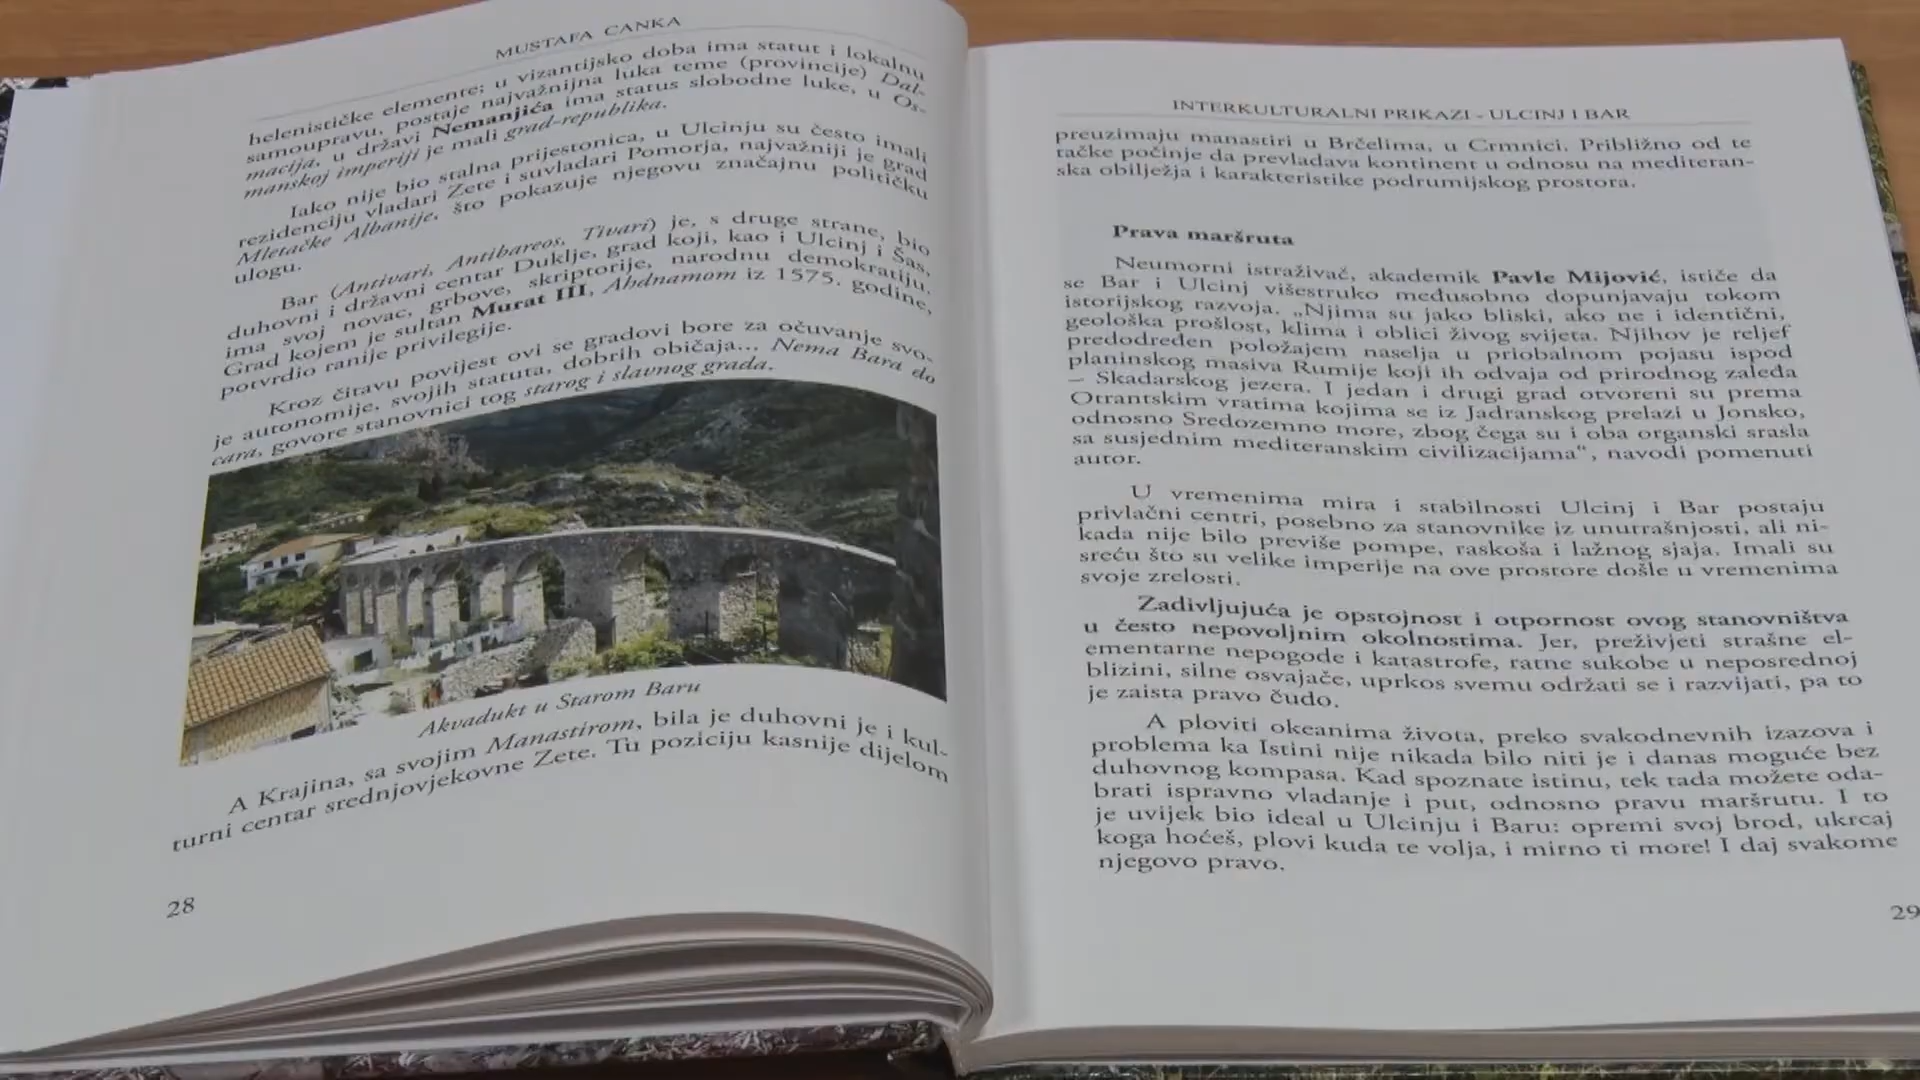 MUSTAFA CANKA
helenističke elemente; u vizantijsko doba ima statut i lokalnu
samoupravu, postaje najvažnijna luka teme (provincije) Dal-
macija, u državi Nemanjića ima status slobodne luke, u Os-
manskoj imperiji je mali grad-republika.
Iako nije bio stalna prijestonica, u Ulcinju su često imali
rezidenciju vladari Zete i suvladari Pomorja, najvažniji je grad
Mletačke Albanije, što pokazuje njegovu značajnu političku
ulogu.
Bar (Antivari, Antibareos, Tivari) je, s druge strane, bio
duhovni i državni centar Duklje, grad koji, kao i Ulcinj i Šas,
ima svoj novac, grbove, skriptorije, narodnu demokratiju.
Grad kojem je sultan Murat III, Ahdnamom iz 1575. godine,
potvrdio ranije privilegije.
Kroz čitavu povijest ovi se gradovi bore za očuvanje svo-
je autonomije, svojih statuta, dobrih običaja... Nema Bara do
cara, govore stanovnici tog starog i slavnog grada.
Akvadukt u Starom Baru
A Krajina, sa svojim Manastirom, bila je duhovni je i kul-
turni centar srednjovjekovne Zete. Tu poziciju kasnije dijelom
28
INTERKULTURALNI PRIKAZI - ULCINJ I BAR
preuzimaju manastiri u Brčelima, u Crmnici. Približno od te
tačke počinje da prevladava kontinent u odnosu na mediteran-
ska obilježja i karakteristike podrumijskog prostora.
Prava maršruta
Neumorni istraživač, akademik Pavle Mijović, ističe da
se Bar i Ulcinj višestruko međusobno dopunjavaju tokom
istorijskog razvoja. „Njima su jako bliski, ako ne i identični,
geološka prošlost, klima i oblici živog svijeta. Njihov je reljef
predodređen položajem naselja u priobalnom pojasu ispod
planinskog masiva Rumije koji ih odvaja od prirodnog zaleđa
– Skadarskog jezera. I jedan i drugi grad otvoreni su prema
Otrantskim vratima kojima se iz Jadranskog prelazi u Jonsko,
odnosno Sredozemno more, zbog čega su i oba organski srasla
sa susjednim mediteranskim civilizacijama“, navodi pomenuti
autor.
U vremenima mira i stabilnosti Ulcinj i Bar postaju
privlačni centri, posebno za stanovnike iz unutrašnjosti, ali ni-
kada nije bilo previše pompe, raskoša i lažnog sjaja. Imali su
sreću što su velike imperije na ove prostore došle u vremenima
svoje zrelosti.
Zadivljujuća je opstojnost i otpornost ovog stanovništva
u često nepovoljnim okolnostima. Jer, preživjeti strašne el-
ementarne nepogode i katastrofe, ratne sukobe u neposrednoj
blizini, silne osvajače, uprkos svemu održati se i razvijati, pa to
je zaista pravo čudo.
A ploviti okeanima života, preko svakodnevnih izazova i
problema ka Istini nije nikada bilo niti je i danas moguće bez
duhovnog kompasa. Kad spoznate istinu, tek tada možete oda-
brati ispravno vladanje i put, odnosno pravu maršrutu. I to
je uvijek bio ideal u Ulcinju i Baru: opremi svoj brod, ukrcaj
koga hoćeš, plovi kuda te volja, i mirno ti more! I daj svakome
njegovo pravo.
29